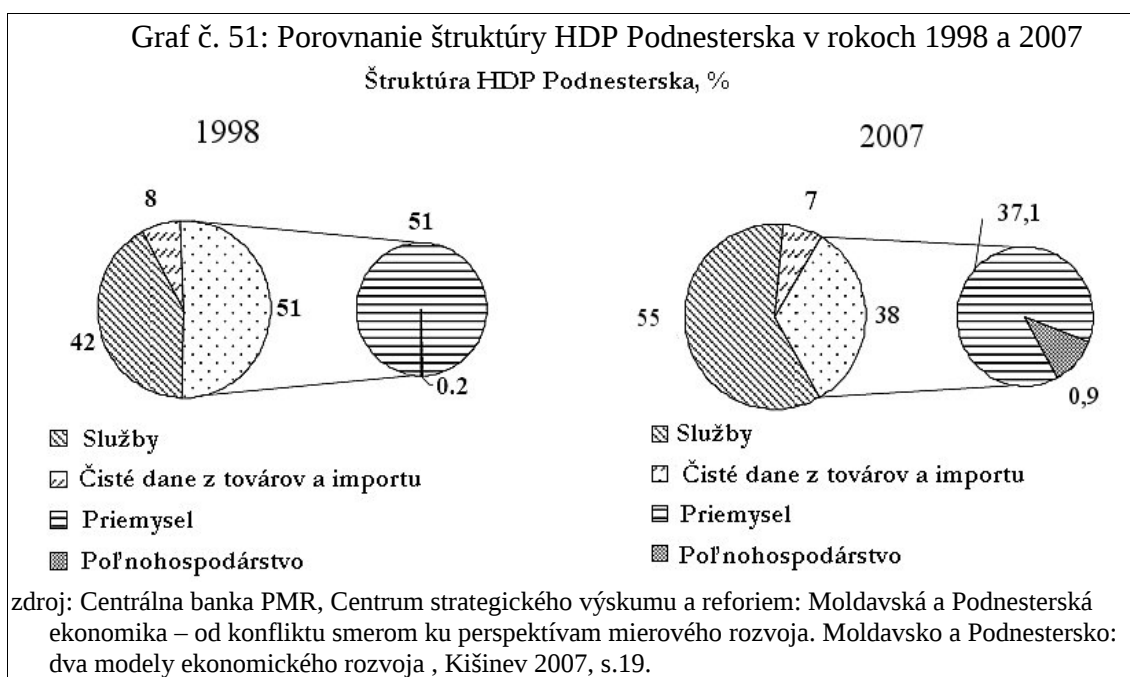 Graf č. 51: Porovnanie štruktúry HDP Podnesterska v rokoch 1998 a 2007
Štruktúra HDP Podnesterska, %
1998
2007
8
51
51
42
0.2
7
37,1
55
38
0,9
Služby
Čisté dane z továrov a importu
Priemysel
Poľnohospodárstvo
Služby
Čisté dane z továrov a importu
Priemysel
Poľnohospodárstvo
zdroj: Centrálna banka PMR, Centrum strategického výskumu a reforiem: Moldavská a Podnesterská
ekonomika – od konfliktu smerom ku perspektívam mierového rozvoja. Moldavsko a Podnestersko:
dva modely ekonomického rozvoja , Kišinev 2007, s.19.